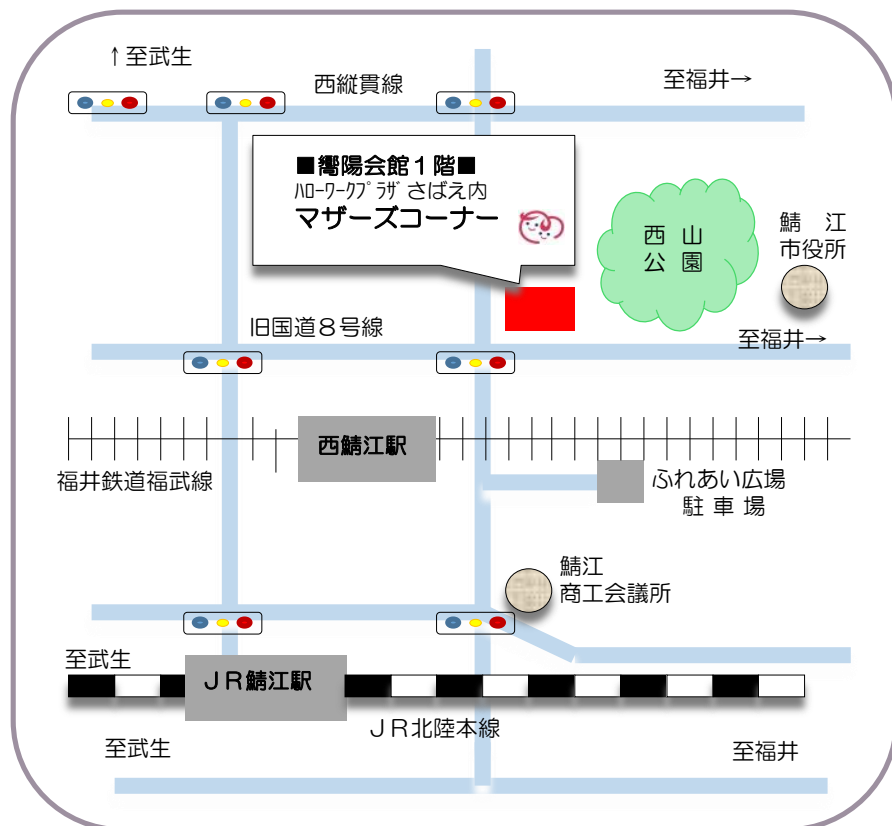 ↑至武生
西縦貫線
至福井→
■嚮陽会館１階■
ﾊﾛｰﾜｰｸﾌﾟﾗｻﾞさばえ内
マザーズコーナー
西　山
公　園
鯖　江
市役所
旧国道８号線
至福井→
西鯖江駅
福井鉄道福武線
ふれあい広場
駐 車 場
鯖江
商工会議所
至武生
ＪＲ鯖江駅
ＪＲ北陸本線
至武生
至福井